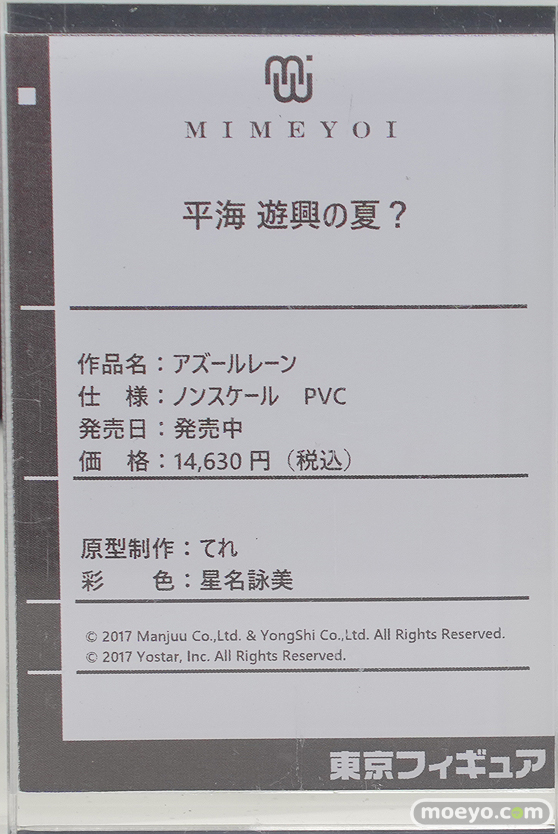 MIMEYOI
平海 遊興の夏？
作品名：アズールレーン
仕　様：ノンスケール　PVC
発売日：発売中
価　格：14,630 円（税込）
原型制作：てれ
彩　　色：星名詠美
© 2017 Manjuu Co.,Ltd. & YongShi Co.,Ltd. All Rights Reserved.
© 2017 Yostar, Inc. All Rights Reserved.
東京フィギュア
moeyo.com